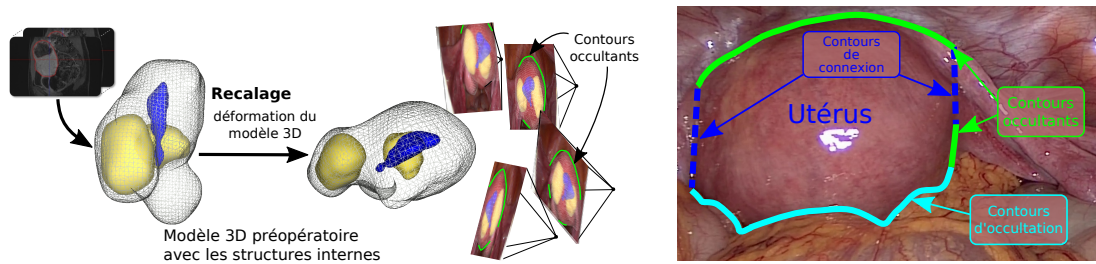 Recalage
déformation du
modèle 3D
Modèle 3D préopératoire
avec les structures internes
Contours
occultants
Contours
de
connexion
Utérus
Contours
occultants
Contours
d'occultation